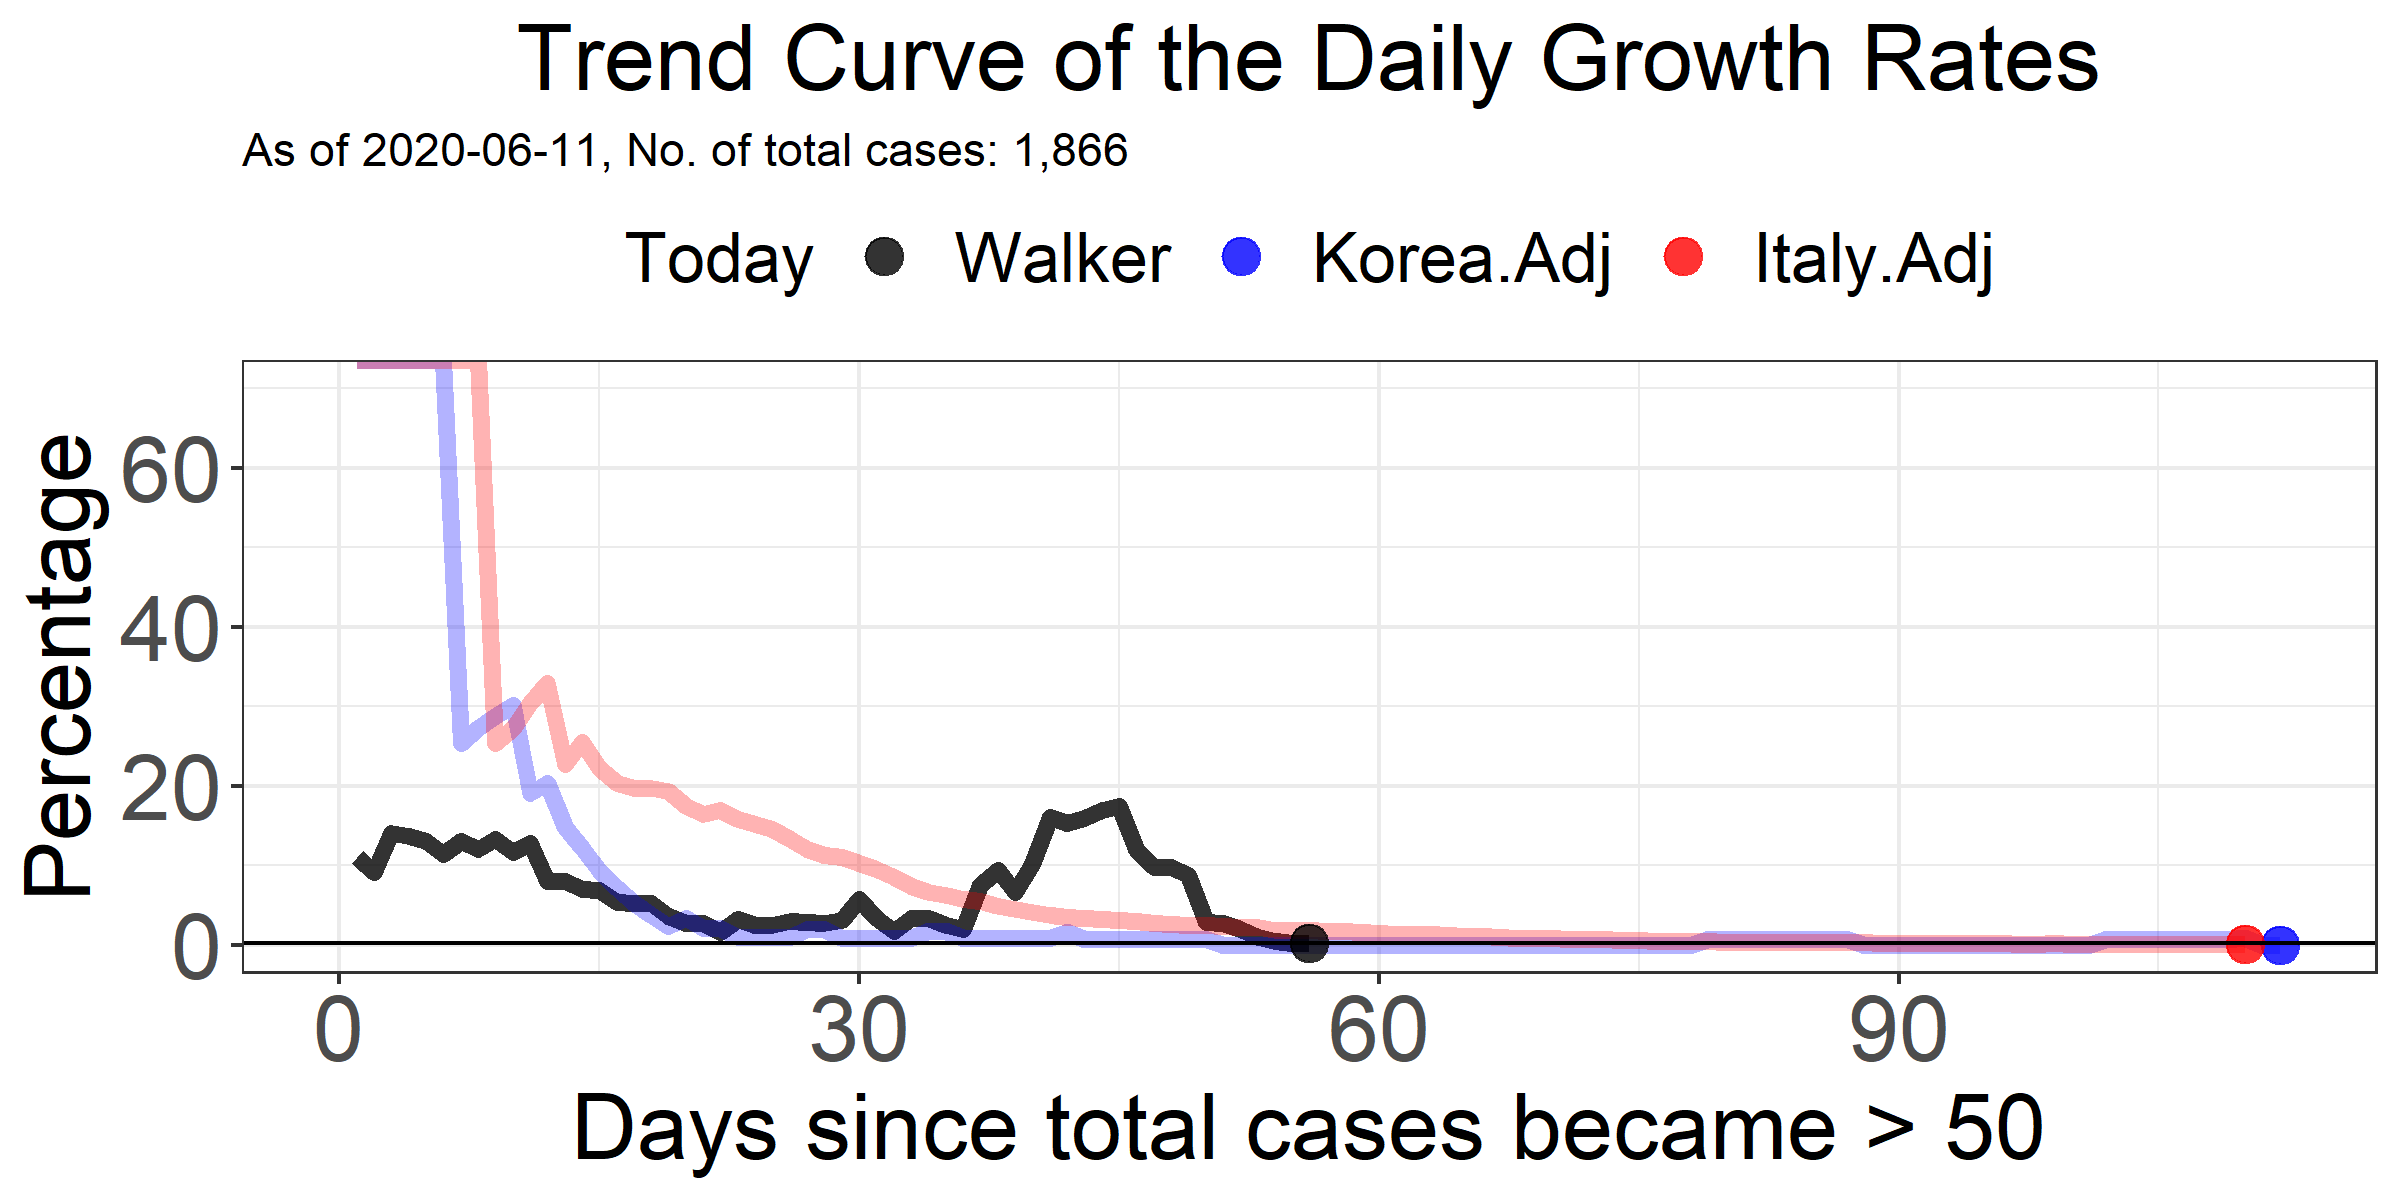 Trend Curve of the Daily Growth Rates
As of 2020-06-11, No. of total cases: 1,866
Today Walker Korea.Adj Italy.Adj
Percentage
60
40
20
0
0 30 60 90
Days since total cases became > 50